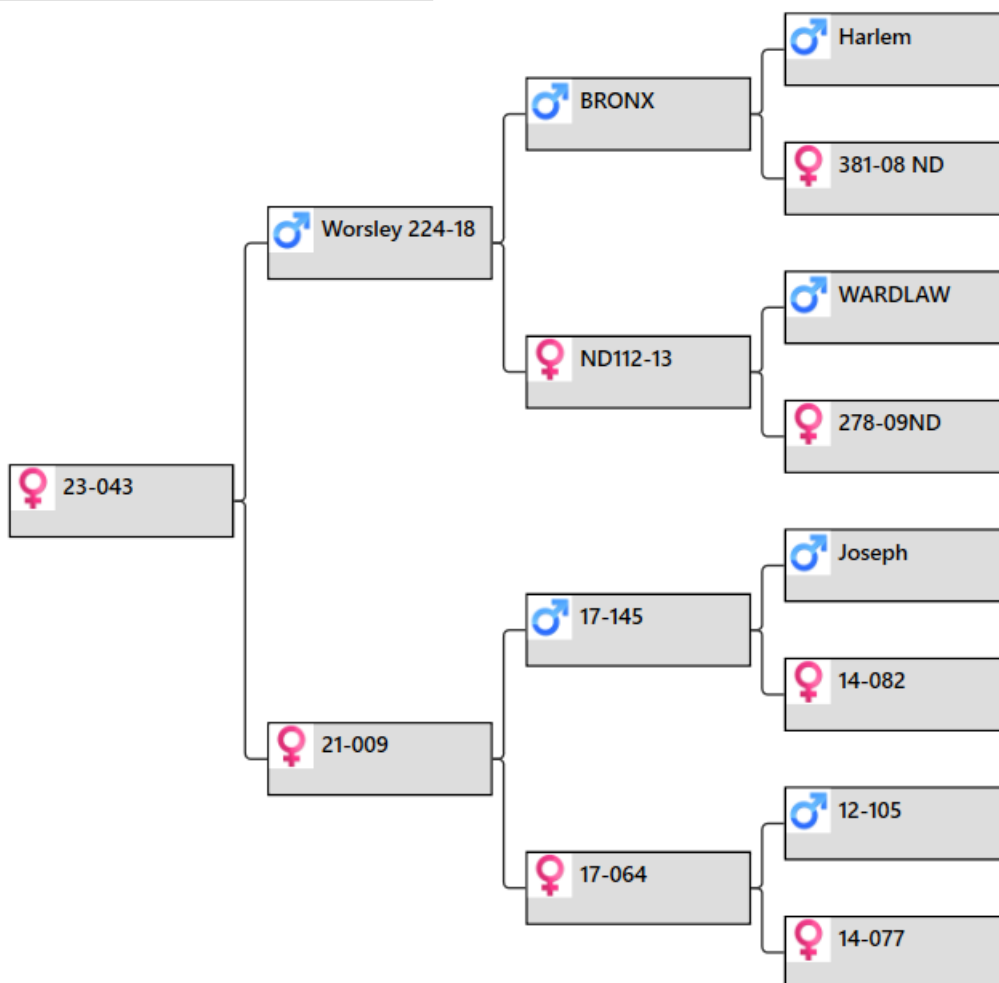 Harlem
BRONX
381-08 ND
Worsley 224-18
WARDLAW
ND112-13
278-09ND
23-043
Joseph
17-145
14-082
21-009
12-105
17-064
14-077